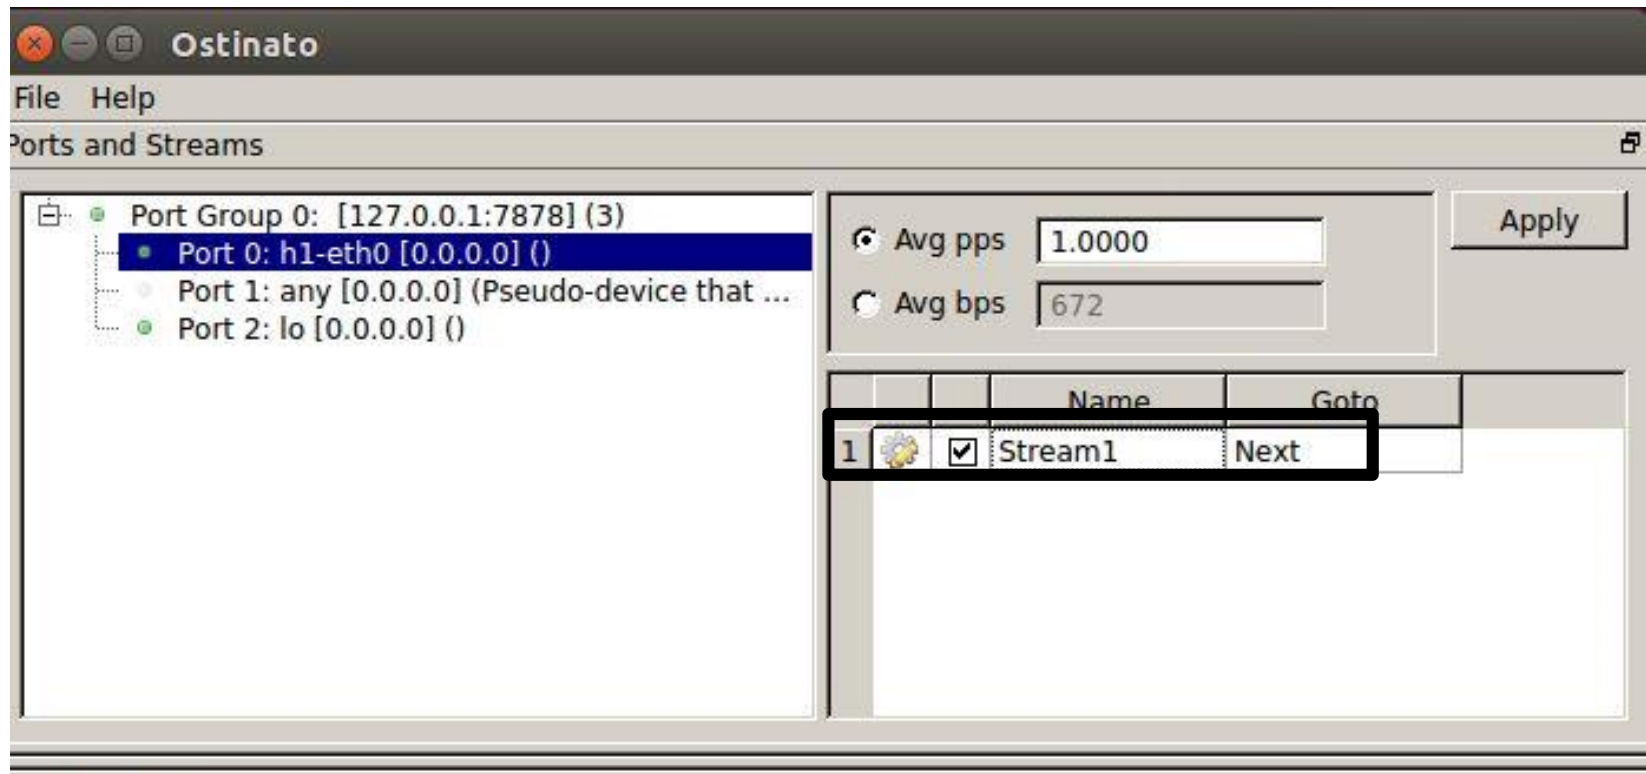 Ostinato
File Help
Ports and Streams
Port Group 0: [127.0.0.1:7878] (3)
Port 0: h1-eth0 [0.0.0.0] ()
Port 1: any [0.0.0.0] (Pseudo-device that ...
Port 2: lo [0.0.0.0] ()
Avg pps 1.0000
Avg bps 672
Apply
Name Goto
1 Stream1 Next